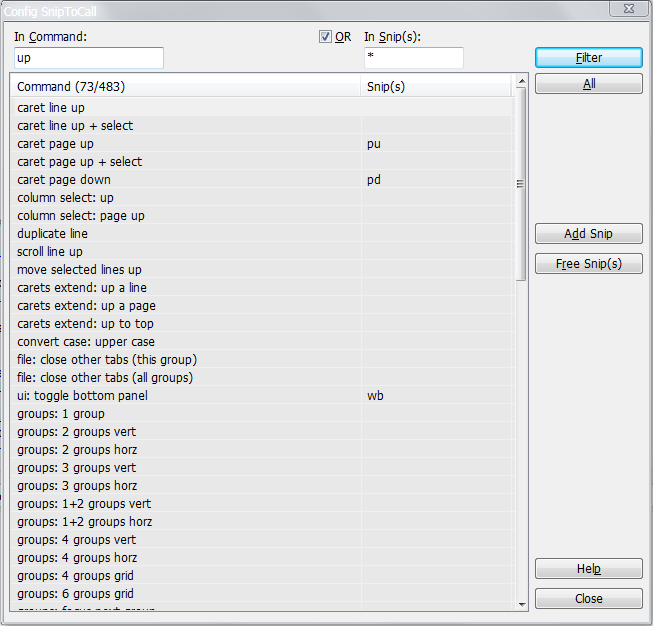 Config SnipToCall
In Command:
OR
In Snip(s):
up
*
Filter
Command (73/483)
Snip(s)
All
caret line up
caret line up + select
caret page up
pu
caret page up + select
caret page down
pd
column select: up
column select: page up
duplicate line
Add Snip
scroll line up
move selected lines up
Free Snip(s)
carets extend: up a line
carets extend: up a page
carets extend: up to top
convert case: upper case
file: close other tabs (this group)
file: close other tabs (all groups)
ui: toggle bottom panel
wb
groups: 1 group
groups: 2 groups vert
groups: 2 groups horz
groups: 3 groups vert
groups: 3 groups horz
groups: 1+2 groups vert
groups: 1+2 groups horz
groups: 4 groups vert
groups: 4 groups horz
Help
groups: 4 groups grid
groups: 6 groups grid
Close
groups: focus next group